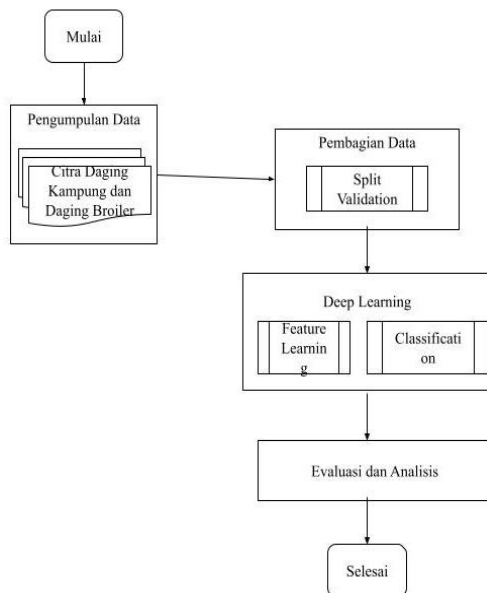 Mulai
Pengumpulan Data
Citra Daging
Kampung dan
Daging Broiler
Pembagian Data
Split
Validation
Deep Learning
Feature
Learnin
g
Classificati
on
Evaluasi dan Analisis
Selesai